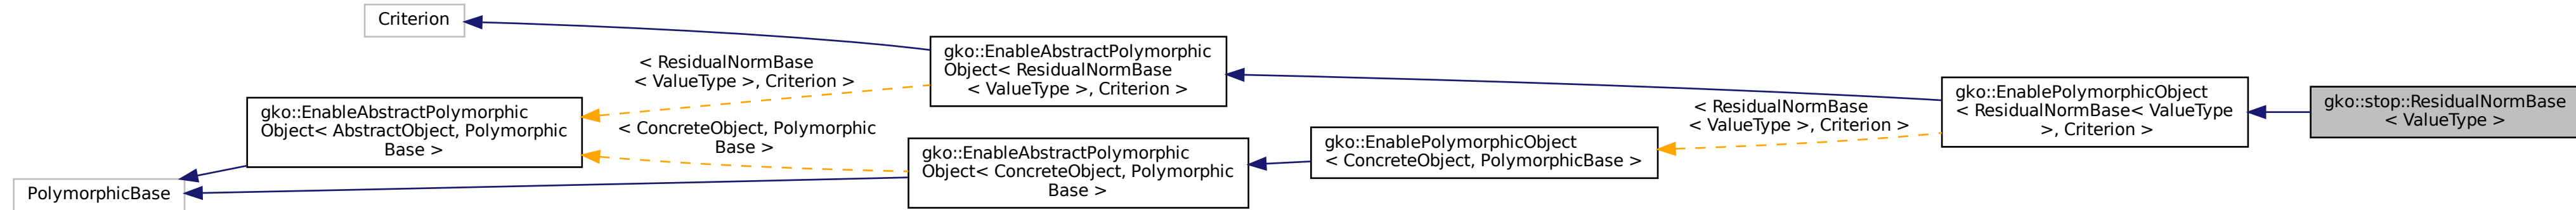 Criterion
gko::EnableAbstractPolymorphic
Object< ResidualNormBase
< ValueType >, Criterion >
< ResidualNormBase
< ValueType >, Criterion >
gko::EnablePolymorphicObject
< ResidualNormBase< ValueType
>, Criterion >
gko::stop::ResidualNormBase
< ValueType >
gko::EnableAbstractPolymorphic
Object< AbstractObject, Polymorphic
Base >
< ConcreteObject, Polymorphic
Base >
< ResidualNormBase
< ValueType >, Criterion >
gko::EnablePolymorphicObject
< ConcreteObject, PolymorphicBase >
gko::EnableAbstractPolymorphic
Object< ConcreteObject, Polymorphic
Base >
PolymorphicBase